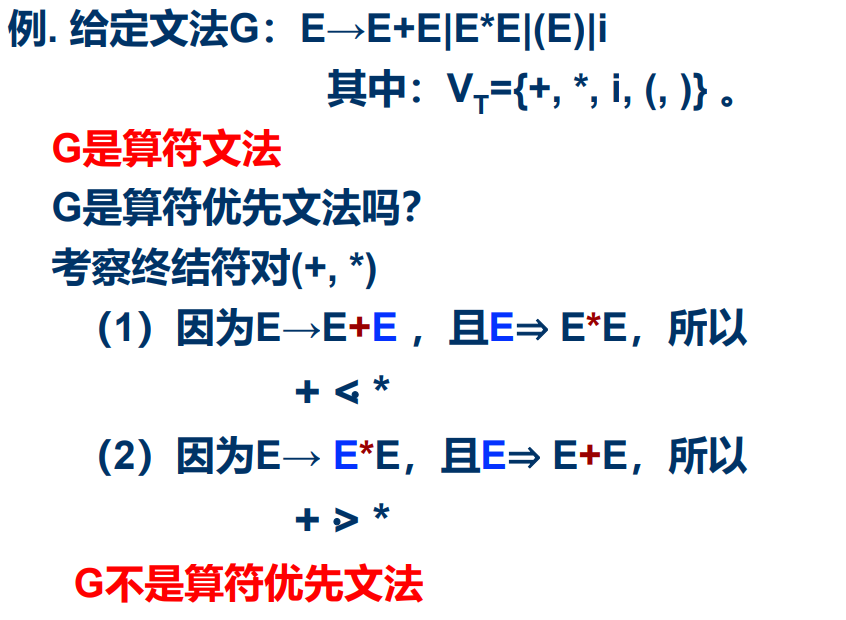 例. 给定文法G：E→E+E|E*E|(E)|i
其中：V_T={+, *, i, (, )} 。
G是算符文法
G是算符优先文法吗?
考察终结符对(+, *)
（1）因为E→E+E ，且E⇒ E*E，所以
+ ⋖ *
（2）因为E→ E*E，且E⇒ E+E，所以
+ ⋗ *
G不是算符优先文法